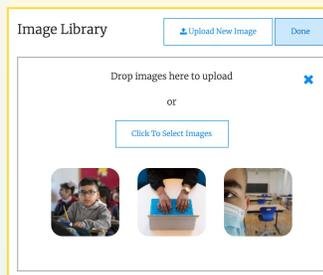 Image Library
Upload New Image
Done
Drop images here to upload
or
Click To Select Images